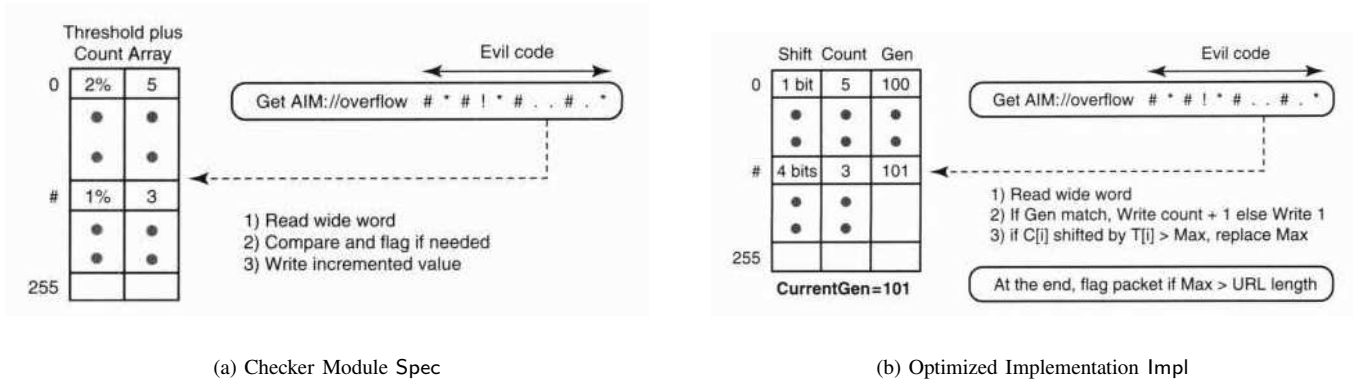 Threshold plus
Count Array
0 2% 5
# 1% 3
255
Evil code
Get AIM://overflow # * # ! * # . . # . *
1) Read wide word
2) Compare and flag if needed
3) Write incremented value
(a) Checker Module Spec
Shift Count Gen
0 1 bit 5 100
# 4 bits 3 101
255
CurrentGen=101
Evil code
Get AIM://overflow # * # ! * # . . # . *
1) Read wide word
2) If Gen match, Write count + 1 else Write 1
3) if C[i] shifted by T[i] > Max, replace Max
At the end, flag packet if Max > URL length
(b) Optimized Implementation Impl